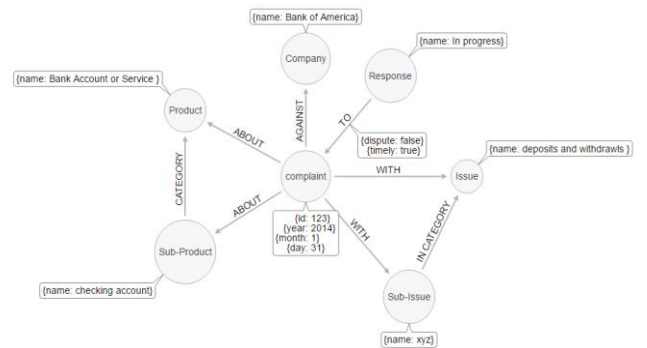 {name: Bank of America}
Company
{name: In progress}
Response
{name: Bank Account or Service }
Product
ABOUT
AGAINST
TO
{dispute: false}
{timely: true}
{name: deposits and withdrawls }
Issue
CATEGORY
complaint
WITH
ABOUT
{id: 123}
{year: 2014}
{month: 1}
{day: 31}
WITH
IN CATEGORY
Sub-Product
{name: checking account}
Sub-Issue
{name: xyz}